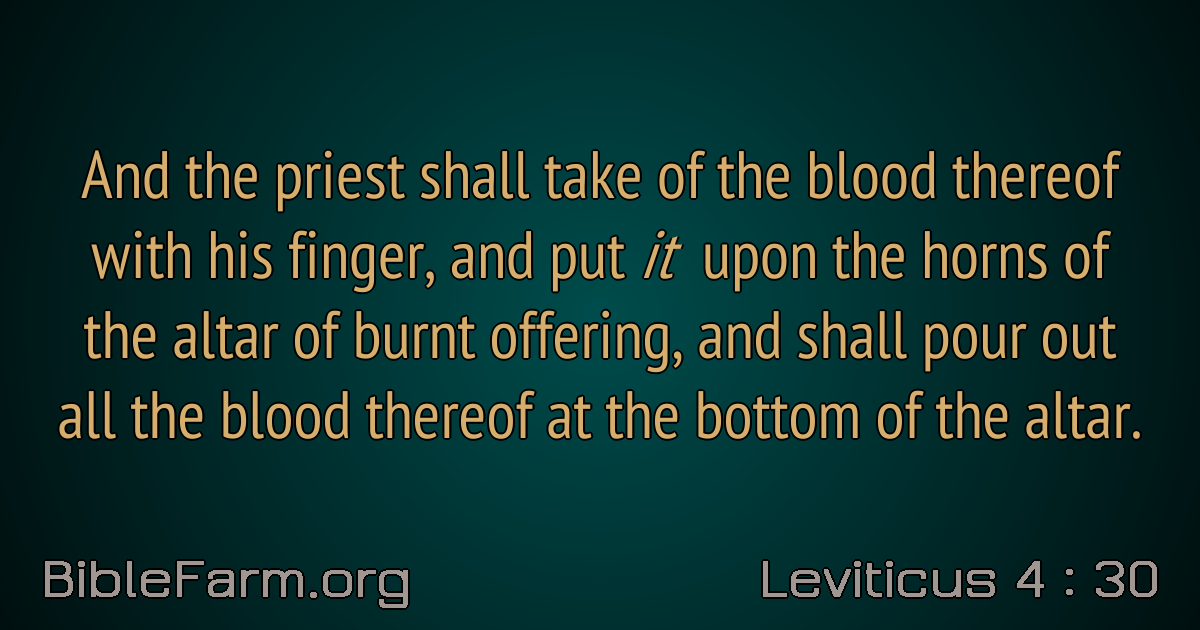 And the priest shall take of the blood thereof
with his finger, and put it upon the horns of
the altar of burnt offering, and shall pour out
all the blood thereof at the bottom of the altar.
BibleFarm.org
Leviticus 4 : 30